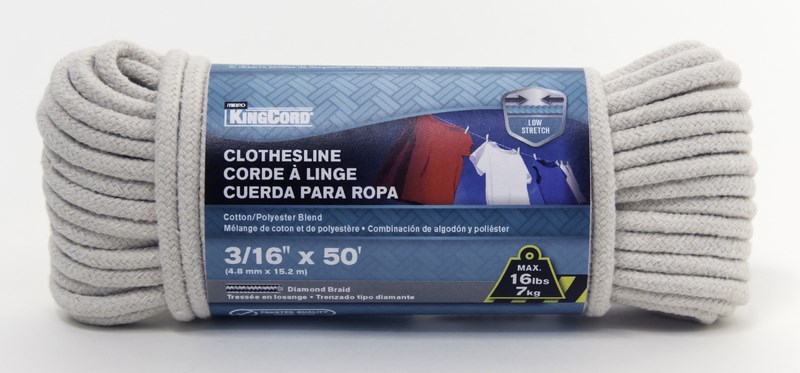 MIBRO
KINGCORD®
LOW
STRETCH
CLOTHESLINE
CORDE À LINGE
CUERDA PARA ROPA
Cotton/Polyester Blend
Mélange de coton et de polyestère • Combinación de algodón y poliéster
3/16" x 50'
(4.8 mm x 15.2 m)
MAX.
16lbs
7kg
Diamond Braid
Tressée en losange • Trenzado tipo diamante